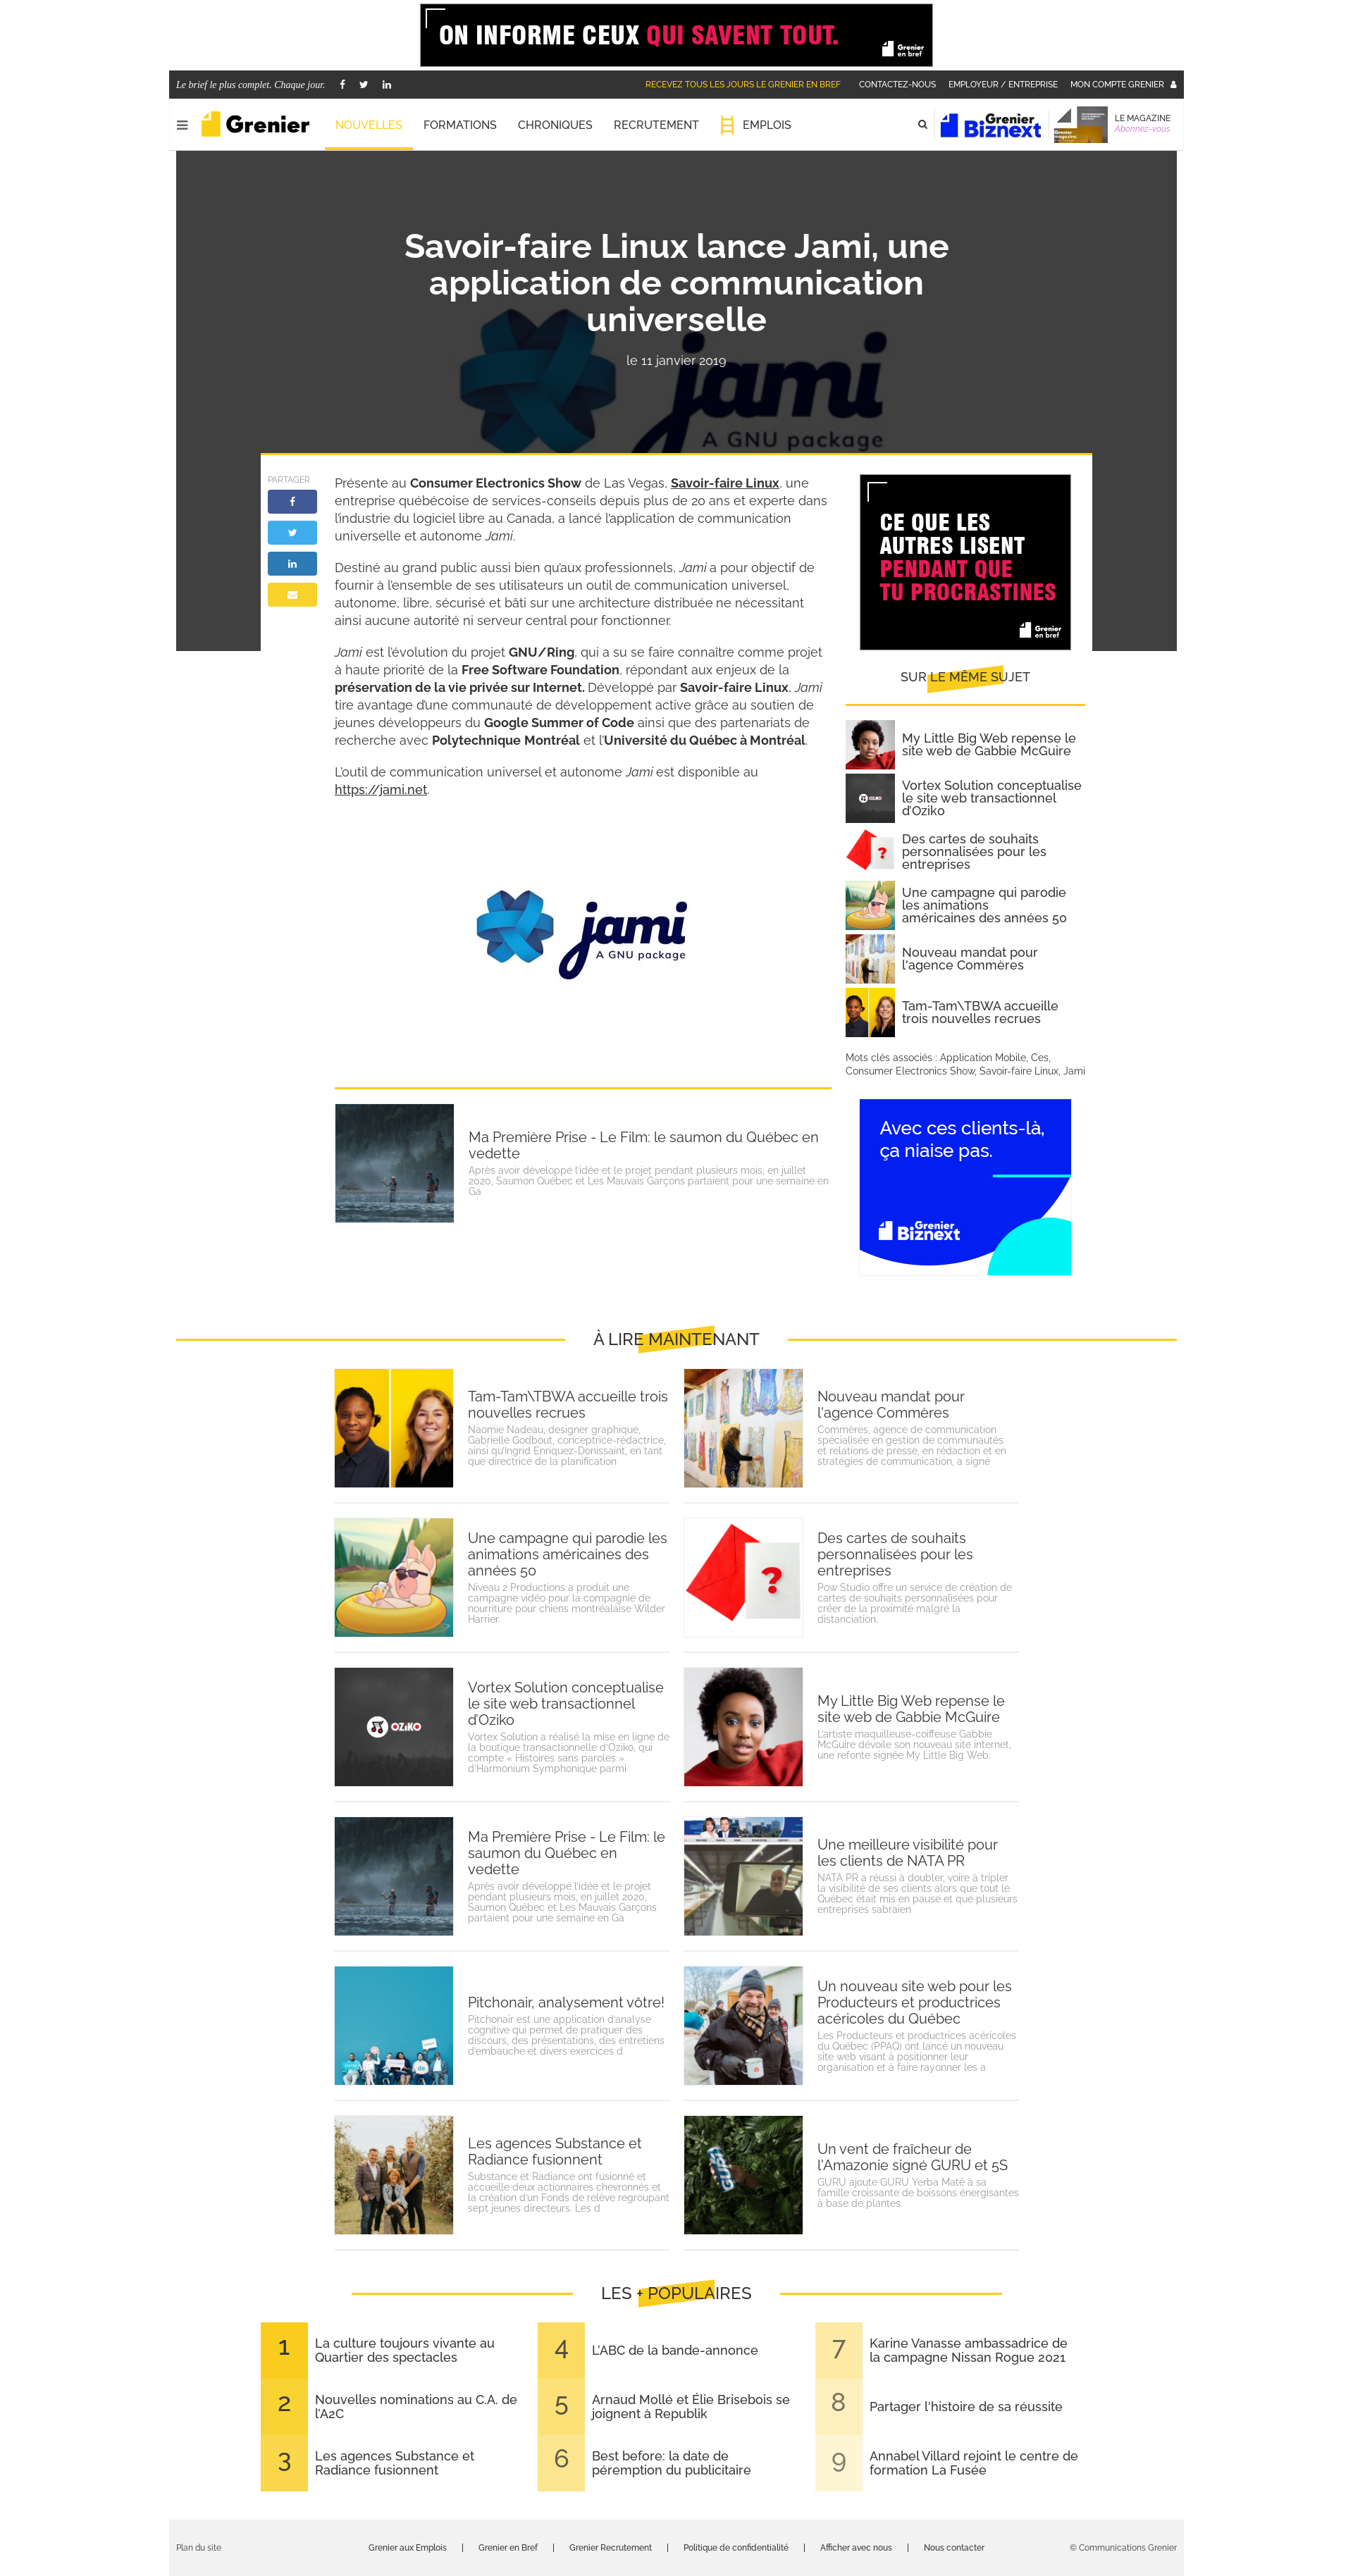 ON INFORME CEUX QUI SAVENT TOUT.
Grenier
en bref
Le brief le plus complet. Chaque jour.
RECEVEZ TOUS LES JOURS LE GRENIER EN BREF
CONTACTEZ-NOUS
EMPLOYEUR / ENTREPRISE
MON COMPTE GRENIER
Grenier
NOUVELLES
FORMATIONS
CHRONIQUES
RECRUTEMENT
EMPLOIS
Grenier
Biznext
LE MAGAZINE
Abonnez-vous
Savoir-faire Linux lance Jami, une
application de communication
universelle
le 11 janvier 2019
jami
A GNU package
PARTAGER
Présente au Consumer Electronics Show de Las Vegas, Savoir-faire Linux, une
entreprise québécoise de services-conseils depuis plus de 20 ans et experte dans
l'industrie du logiciel libre au Canada, a lancé l'application de communication
universelle et autonome Jami.
Destiné au grand public aussi bien qu'aux professionnels, Jami a pour objectif de
fournir à l'ensemble de ses utilisateurs un outil de communication universel,
autonome, libre, sécurisé et bâti sur une architecture distribuée ne nécessitant
ainsi aucune autorité ni serveur central pour fonctionner.
Jami est l'évolution du projet GNU/Ring, qui a su se faire connaître comme projet
à haute priorité de la Free Software Foundation, répondant aux enjeux de la
préservation de la vie privée sur Internet. Développé par Savoir-faire Linux, Jami
tire avantage d'une communauté de développement active grâce au soutien de
jeunes développeurs du Google Summer of Code ainsi que des partenariats de
recherche avec Polytechnique Montréal et l'Université du Québec à Montréal.
L'outil de communication universel et autonome Jami est disponible au
https://jami.net.
jami
A GNU package
CE QUE LES
AUTRES LISENT
PENDANT QUE
TU PROCRASTINES
Grenier
en bref
SUR LE MÊME SUJET
My Little Big Web repense le
site web de Gabbie McGuire
Vortex Solution conceptualise
le site web transactionnel
d'Oziko
Des cartes de souhaits
personnalisées pour les
entreprises
Une campagne qui parodie
les animations
américaines des années 50
Nouveau mandat pour
l'agence Commères
Tam-Tam\TBWA accueille
trois nouvelles recrues
Mots clés associés : Application Mobile, Ces,
Consumer Electronics Show, Savoir-faire Linux, Jami
Avec ces clients-là,
ça niaise pas.
Grenier
Biznext
Ma Première Prise - Le Film: le saumon du Québec en
vedette
Après avoir développé l'idée et le projet pendant plusieurs mois, en juillet
2020, Saumon Québec et Les Mauvais Garçons partaient pour une semaine en
Ga
À LIRE MAINTENANT
Tam-Tam\TBWA accueille trois
nouvelles recrues
Naomie Nadeau, designer graphique,
Gabrielle Godbout, conceptrice-rédactrice,
ainsi qu'Ingrid Enriquez-Donissaint, en tant
que directrice de la planification
Nouveau mandat pour
l'agence Commères
Commères, agence de communication
spécialisée en gestion de communautés
et relations de presse, en rédaction et en
stratégies de communication, a signé
Une campagne qui parodie les
animations américaines des
années 50
Niveau 2 Productions a produit une
campagne vidéo pour la compagnie de
nourriture pour chiens montréalaise Wilder
Harrier.
?
Des cartes de souhaits
personnalisées pour les
entreprises
Pow Studio offre un service de création de
cartes de souhaits personnalisées pour
créer de la proximité malgré la
distanciation.
OZIKO
Vortex Solution conceptualise
le site web transactionnel
d'Oziko
Vortex Solution a réalisé la mise en ligne de
la boutique transactionnelle d'Oziko, qui
compte « Histoires sans paroles »
d'Harmonium Symphonique parmi
My Little Big Web repense le
site web de Gabbie McGuire
L'artiste maquilleuse-coiffeuse Gabbie
McGuire dévoile son nouveau site internet,
une refonte signée My Little Big Web.
Ma Première Prise - Le Film: le
saumon du Québec en
vedette
Après avoir développé l'idée et le projet
pendant plusieurs mois, en juillet 2020,
Saumon Québec et Les Mauvais Garçons
partaient pour une semaine en Ga
Une meilleure visibilité pour
les clients de NATA PR
NATA PR a réussi à doubler, voire à tripler
la visibilité de ses clients alors que tout le
Québec était mis en pause et que plusieurs
entreprises sabraien
Pitchonair, analysement vôtre!
Pitchonair est une application d'analyse
cognitive qui permet de pratiquer des
discours, des présentations, des entretiens
d'embauche et divers exercices d
Un nouveau site web pour les
Producteurs et productrices
acéricoles du Québec
Les Producteurs et productrices acéricoles
du Québec (PPAQ) ont lancé un nouveau
site web visant à positionner leur
organisation et à faire rayonner les a
Les agences Substance et
Radiance fusionnent
Substance et Radiance ont fusionné et
accueille deux actionnaires chevronnés et
la création d'un Fonds de relève regroupant
sept jeunes directeurs. Les d
GURU
Un vent de fraîcheur de
l'Amazonie signé GURU et 5S
GURU ajoute GURU Yerba Maté à sa
famille croissante de boissons énergisantes
à base de plantes.
LES + POPULAIRES
1
La culture toujours vivante au
Quartier des spectacles
2
Nouvelles nominations au C.A. de
l'A2C
3
Les agences Substance et
Radiance fusionnent
4
L'ABC de la bande-annonce
5
Arnaud Mollé et Élie Brisebois se
joignent à Republik
6
Best before: la date de
péremption du publicitaire
7
Karine Vanasse ambassadrice de
la campagne Nissan Rogue 2021
8
Partager l'histoire de sa réussite
9
Annabel Villard rejoint le centre de
formation La Fusée
Plan du site
Grenier aux Emplois | Grenier en Bref | Grenier Recrutement | Politique de confidentialité | Afficher avec nous | Nous contacter
© Communications Grenier